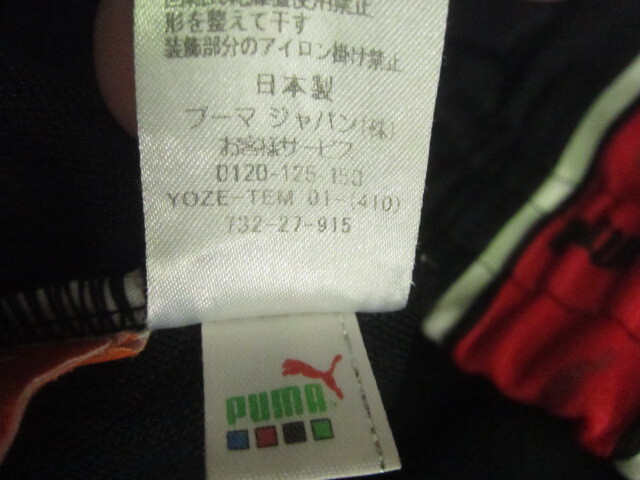 形を整えて干す
装飾部分のアイロン掛け禁止
日本製
プーマ ジャパン(株)
お客様サービス
0120-125-150
YOZE-TEM 01-(410)
732-27-915
PUMA